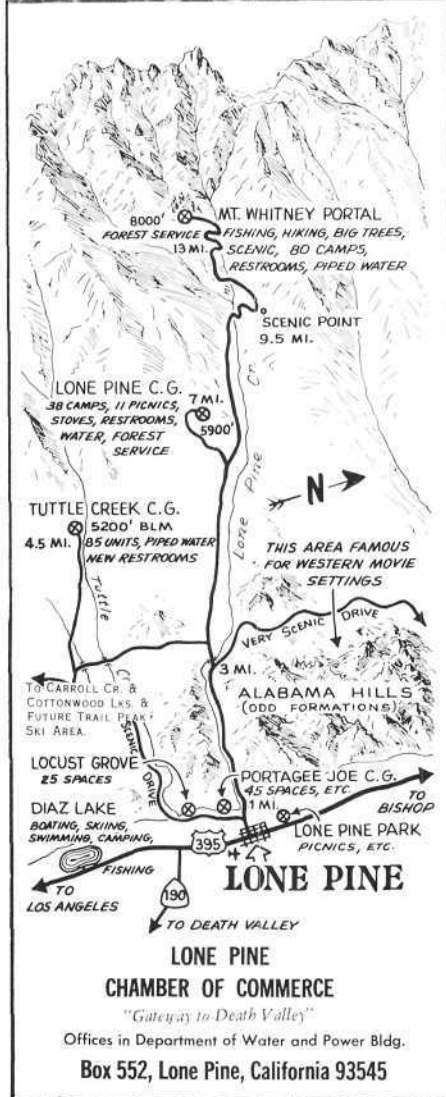 8000'
FOREST SERVICE
13 MI.
MT. WHITNEY PORTAL
FISHING, HIKING, BIG TREES,
SCENIC, 80 CAMPS,
RESTROOMS, PIPED WATER
SCENIC POINT
9.5 MI.
LONE PINE C.G.
38 CAMPS, 11 PICNICS,
STOVES, RESTROOMS,
WATER, FOREST
SERVICE
7 MI.
5900'
Lone Pine Cr.
N
TUTTLE CREEK C.G.
5200' BLM
4.5 MI.
85 UNITS, PIPED WATER
NEW RESTROOMS
Tuttle Cr.
THIS AREA FAMOUS
FOR WESTERN MOVIE
SETTINGS
VERY SCENIC DRIVE
3 MI.
ALABAMA HILLS
(ODD FORMATIONS)
TO CARROLL CR. &
COTTONWOOD LKS. &
FUTURE TRAIL PEAK
SKI AREA.
SCENIC DRIVE
LOCUST GROVE
25 SPACES
PORTAGEE JOE C.G.
45 SPACES, ETC.
1 MI.
TO
BISHOP
DIAZ LAKE
BOATING, SKIING,
SWIMMING, CAMPING,
FISHING
395
LONE PINE PARK
PICNICS, ETC.
LONE PINE
TO
LOS ANGELES
190
TO DEATH VALLEY
LONE PINE
CHAMBER OF COMMERCE
"Gateway to Death Valley"
Offices in Department of Water and Power Bldg.
Box 552, Lone Pine, California 93545